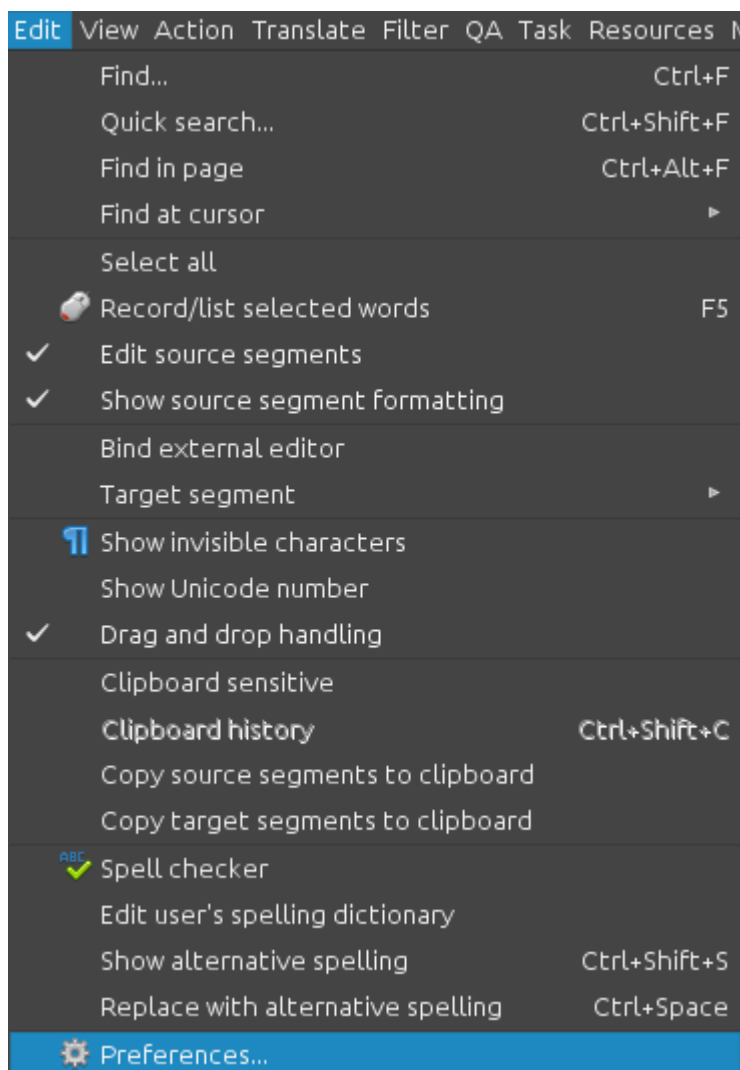 Edit View Action Translate Filter QA Task Resources
Find... Ctrl+F
Quick search... Ctrl+Shift+F
Find in page Ctrl+Alt+F
Find at cursor
Select all
Record/list selected words F5
Edit source segments
Show source segment formatting
Bind external editor
Target segment
Show invisible characters
Show Unicode number
Drag and drop handling
Clipboard sensitive
Clipboard history Ctrl+Shift+C
Copy source segments to clipboard
Copy target segments to clipboard
ABC Spell checker
Edit user's spelling dictionary
Show alternative spelling Ctrl+Shift+S
Replace with alternative spelling Ctrl+Space
Preferences...